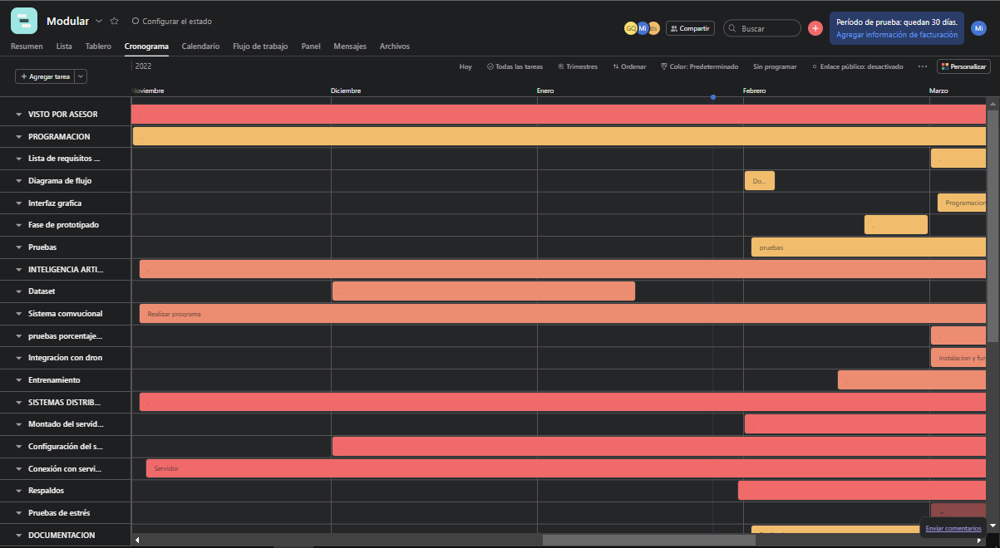 Modular
Configurar el estado
GO Mi ds
Compartir
Buscar
Período de prueba: quedan 30 días.
Agregar información de facturación
Mi
Resumen Lista Tablero Cronograma Calendario Flujo de trabajo Panel Mensajes Archivos
+ Agregar tarea
2022
Hoy Todas las tareas Trimestres Ordenar Color: Predeterminado Sin programar Enlace público: desactivado ··· Personalizar
Noviembre Diciembre Enero Febrero Marzo
VISTO POR ASESOR
PROGRAMACION
Lista de requisitos ...
Diagrama de flujo
Do...
Interfaz grafica
Programacion
Fase de prototipado
Pruebas
pruebas
INTELIGENCIA ARTI...
Dataset
Sistema comvucional
Realizar programa
pruebas porcentaje...
Integracion con dron
Instalacion y fun
Entrenamiento
SISTEMAS DISTRIB...
Montado del servid...
Configuración del s...
Conexión con servi...
Servidor
Respaldos
Pruebas de estrés
DOCUMENTACION
Enviar comentarios